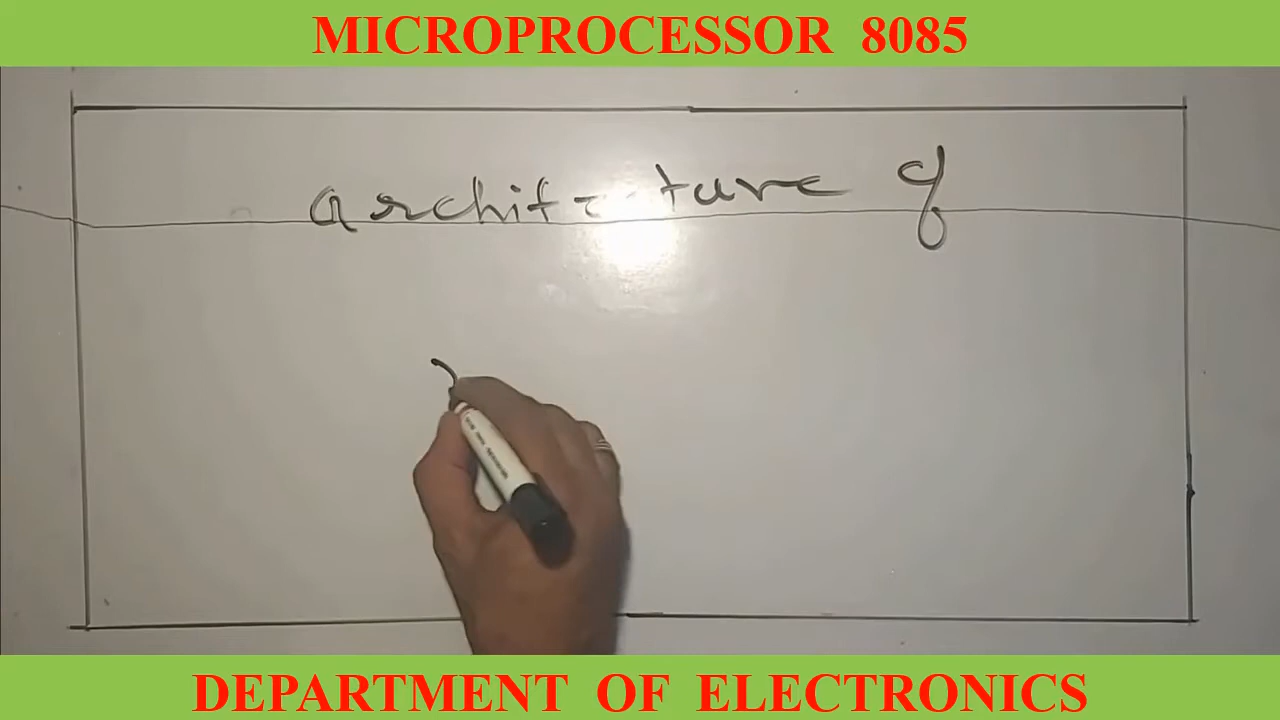 MICROPROCESSOR 8085
architecture of
DEPARTMENT OF ELECTRONICS